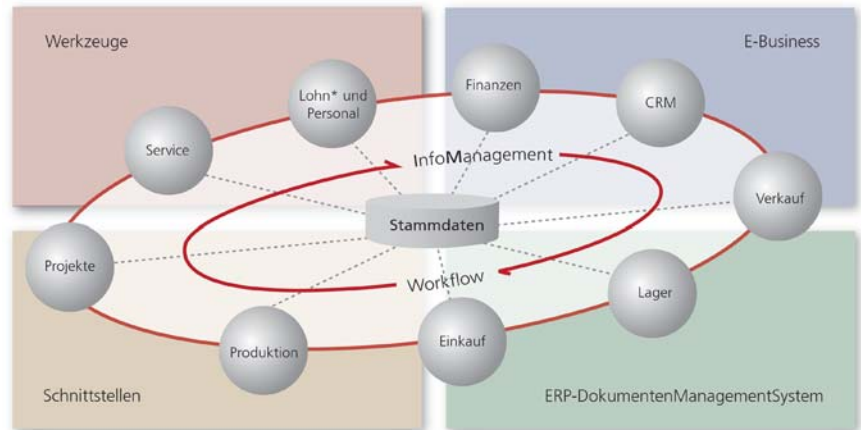 Werkzeuge
E-Business
Lohn* und
Personal
Finanzen
CRM
Service
InfoManagement
Verkauf
Stammdaten
Projekte
Workflow
Lager
Produktion
Einkauf
Schnittstellen
ERP-DokumentenManagementSystem